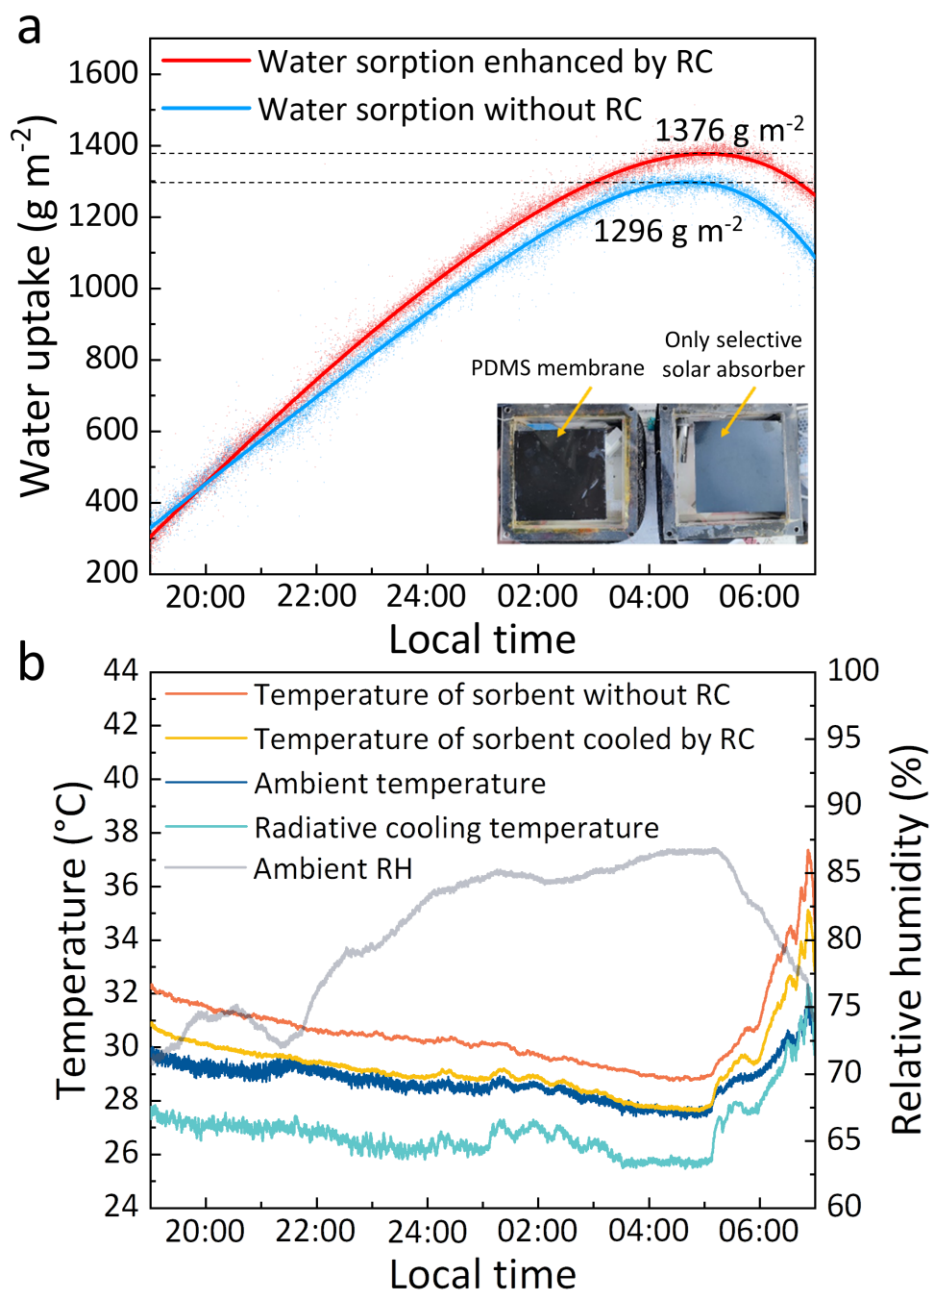 a
Water sorption enhanced by RC
Water sorption without RC
1376 g m⁻²
1296 g m⁻²
PDMS membrane
Only selective
solar absorber
Water uptake (g m⁻²)
1600
1400
1200
1000
800
600
400
200
20:00 22:00 24:00 02:00 04:00 06:00
Local time
b
Temperature of sorbent without RC
Temperature of sorbent cooled by RC
Ambient temperature
Radiative cooling temperature
Ambient RH
Temperature (°C)
44
42
40
38
36
34
32
30
28
26
24
Relative humidity (%)
100
95
90
85
80
75
70
65
60
20:00 22:00 24:00 02:00 04:00 06:00
Local time